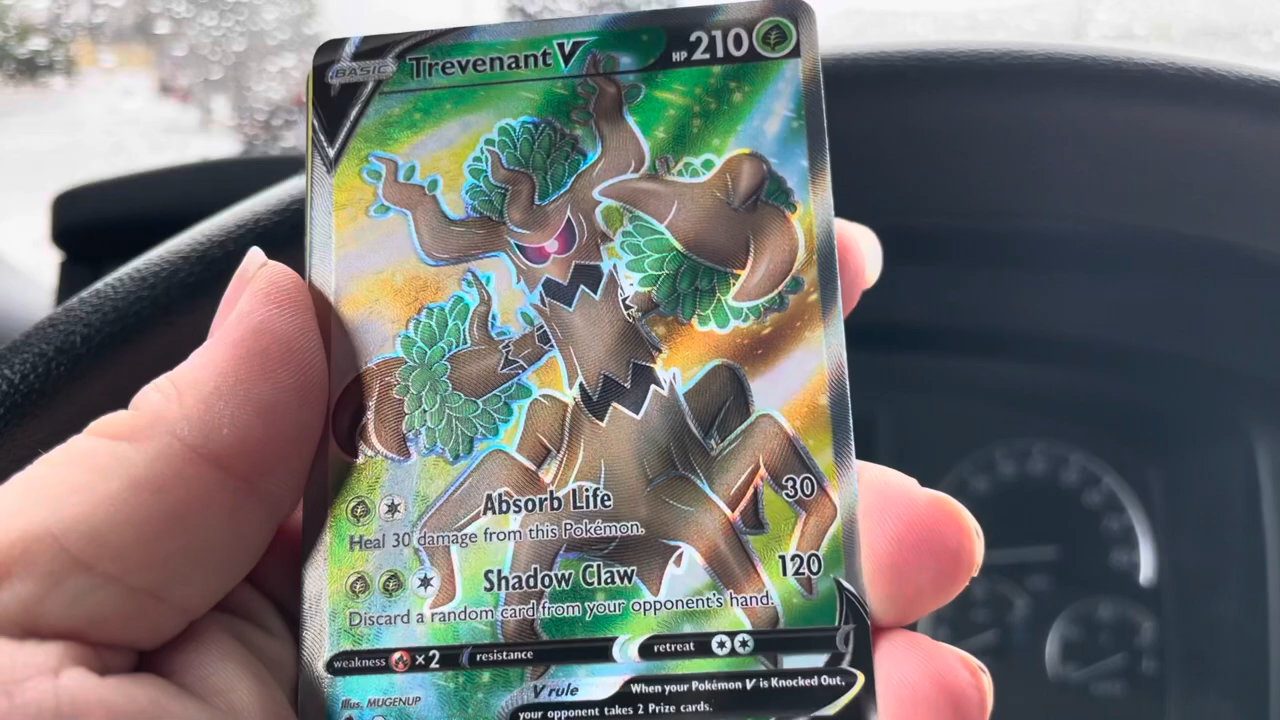 BASIC Trevenant V HP 210
Absorb Life 30
Heal 30 damage from this Pokémon.
Shadow Claw 120
Discard a random card from your opponent's hand.
weakness ×2 resistance retreat
Illus. MUGENUP
V rule When your Pokémon V is Knocked Out,
your opponent takes 2 Prize cards.